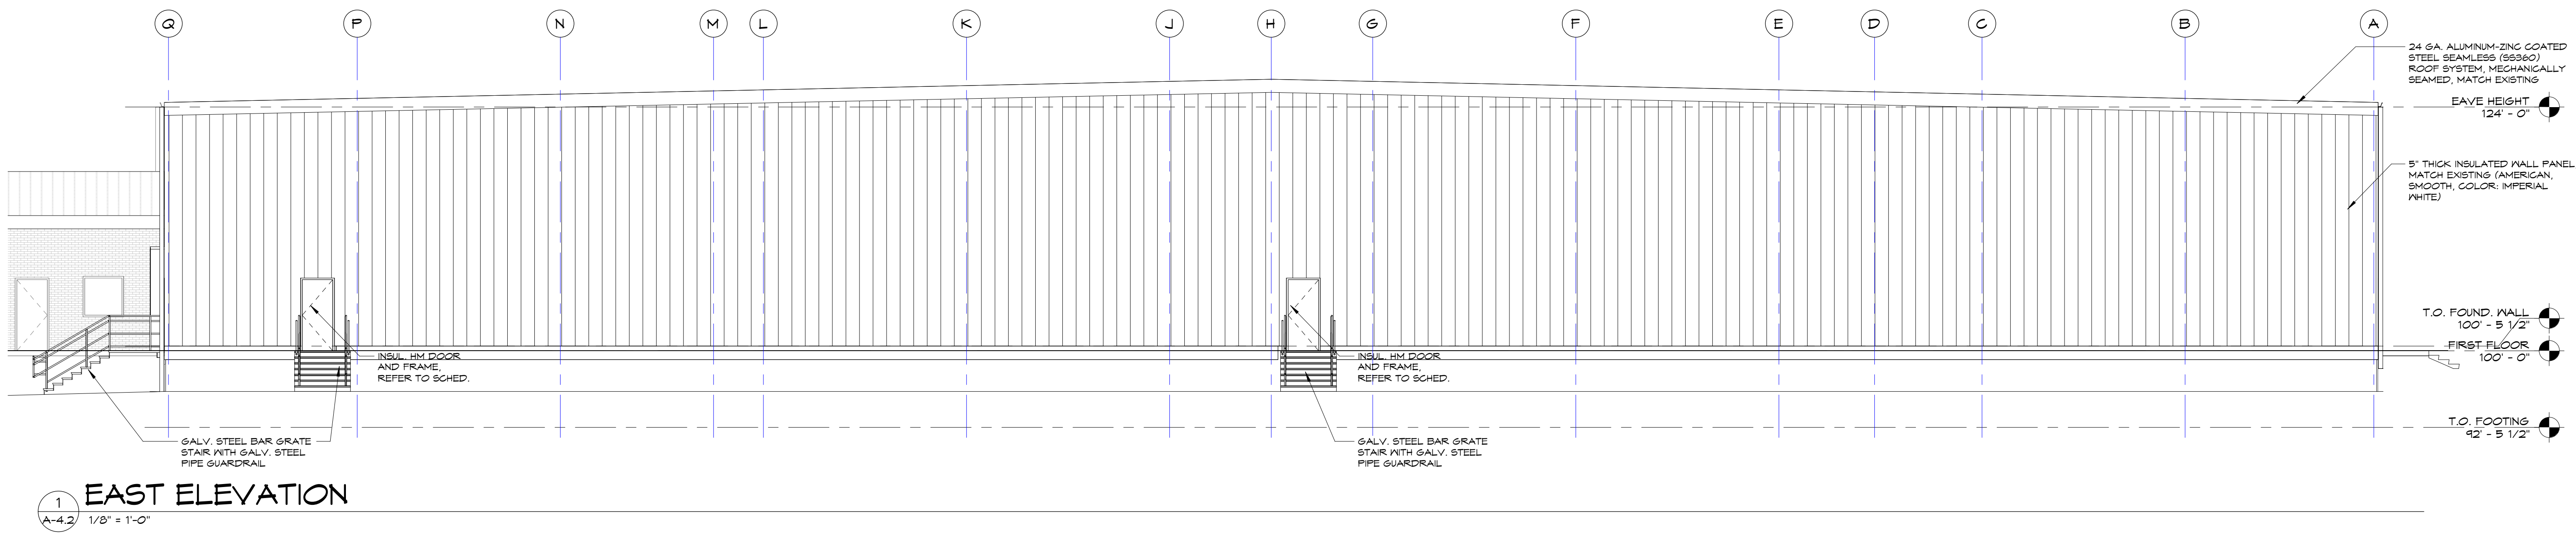 Q P N M L K J H G F E D C B A
24 GA. ALUMINUM-ZINC COATED
STEEL SEAMLESS (SS360)
ROOF SYSTEM, MECHANICALLY
SEAMED, MATCH EXISTING
EAVE HEIGHT
124' - 0"
5" THICK INSULATED WALL PANEL
MATCH EXISTING (AMERICAN,
SMOOTH, COLOR: IMPERIAL
WHITE)
T.O. FOUND. WALL
100' - 5 1/2"
FIRST FLOOR
100' - 0"
INSUL. HM DOOR
AND FRAME,
REFER TO SCHED.
INSUL. HM DOOR
AND FRAME,
REFER TO SCHED.
T.O. FOOTING
92' - 5 1/2"
GALV. STEEL BAR GRATE
STAIR WITH GALV. STEEL
PIPE GUARDRAIL
GALV. STEEL BAR GRATE
STAIR WITH GALV. STEEL
PIPE GUARDRAIL
1
A-4.2
EAST ELEVATION
1/8" = 1'-0"